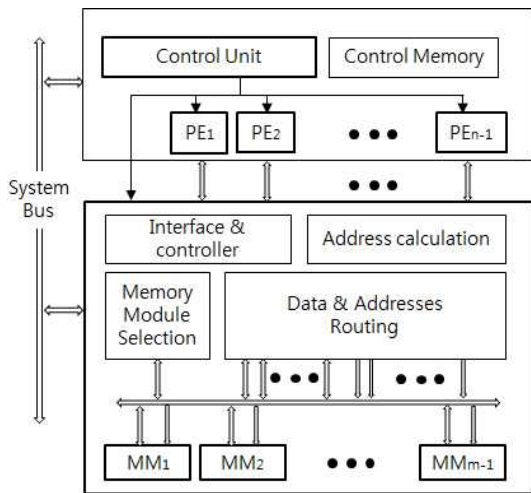 Control Unit
Control Memory
PE1
PE2
PEn-1
System
Bus
Interface &
controller
Address calculation
Memory
Module
Selection
Data & Addresses
Routing
MM1
MM2
MMm-1